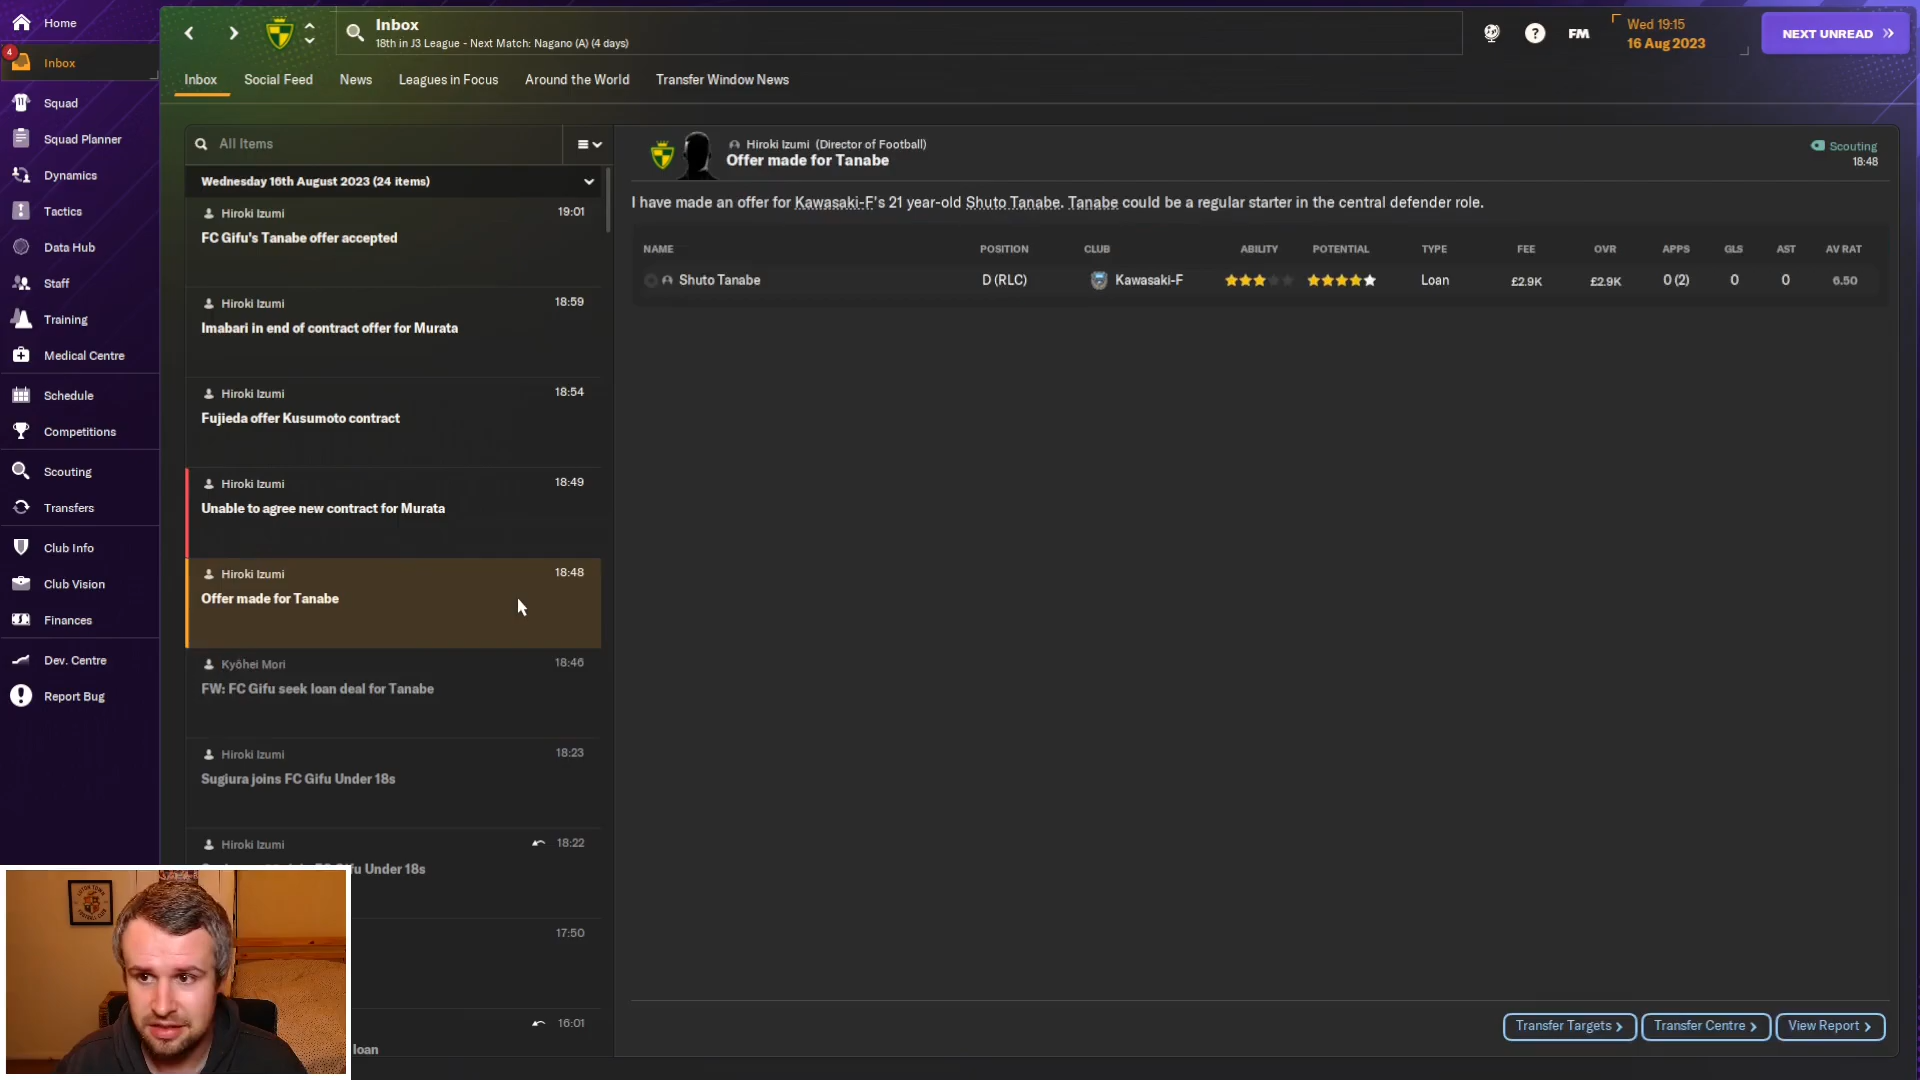 Home
4
Inbox
Squad
Squad Planner
Dynamics
Tactics
Data Hub
Staff
Training
Medical Centre
Schedule
Competitions
Scouting
Transfers
Club Info
Club Vision
Finances
Dev. Centre
Report Bug
Inbox
18th in J3 League - Next Match: Nagano (A) (4 days)
? FM
Wed 19:15
16 Aug 2023
NEXT UNREAD
Inbox Social Feed News Leagues in Focus Around the World Transfer Window News
All Items
Wednesday 16th August 2023 (24 items)
Hiroki Izumi 19:01
FC Gifu's Tanabe offer accepted
Hiroki Izumi 18:59
Imabari in end of contract offer for Murata
Hiroki Izumi 18:54
Fujieda offer Kusumoto contract
Hiroki Izumi 18:49
Unable to agree new contract for Murata
Hiroki Izumi 18:48
Offer made for Tanabe
Kyôhei Mori 18:46
FW: FC Gifu seek loan deal for Tanabe
Hiroki Izumi 18:23
Sugiura joins FC Gifu Under 18s
Hiroki Izumi 18:22
Under 18s
17:50
16:01
loan
Hiroki Izumi (Director of Football)
Offer made for Tanabe
Scouting
18:48
I have made an offer for Kawasaki-F's 21 year-old Shuto Tanabe. Tanabe could be a regular starter in the central defender role.
NAME POSITION CLUB ABILITY POTENTIAL TYPE FEE OVR APPS GLS AST AV RAT
Shuto Tanabe D (RLC) Kawasaki-F Loan £2.9K £2.9K 0 (2) 0 0 6.50
Transfer Targets Transfer Centre View Report
LUTON TOWN